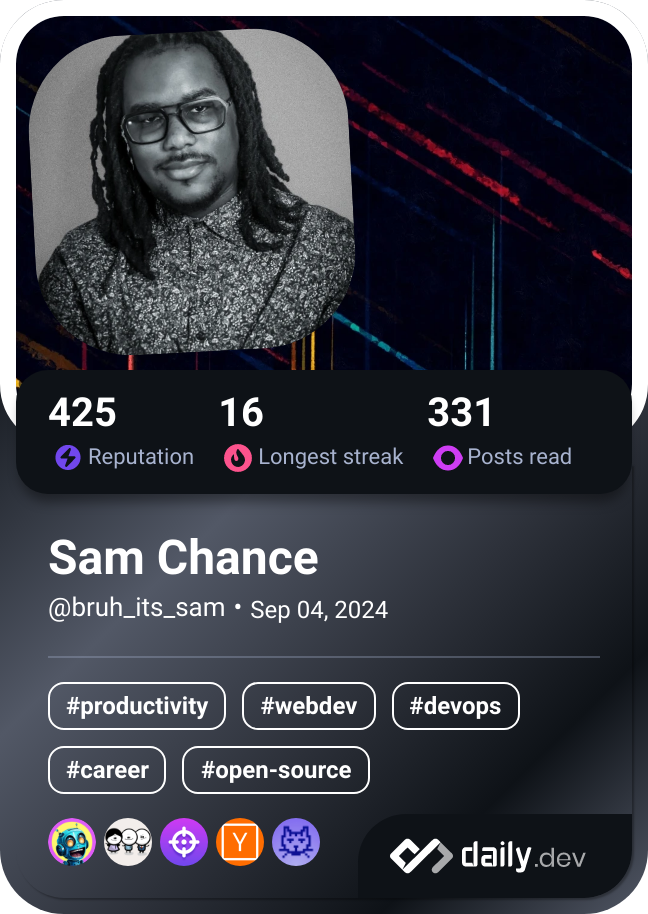 425 16 331
Reputation Longest streak Posts read
Sam Chance
@bruh_its_sam • Sep 04, 2024
#productivity #webdev #devops
#career #open-source
Y
daily.dev